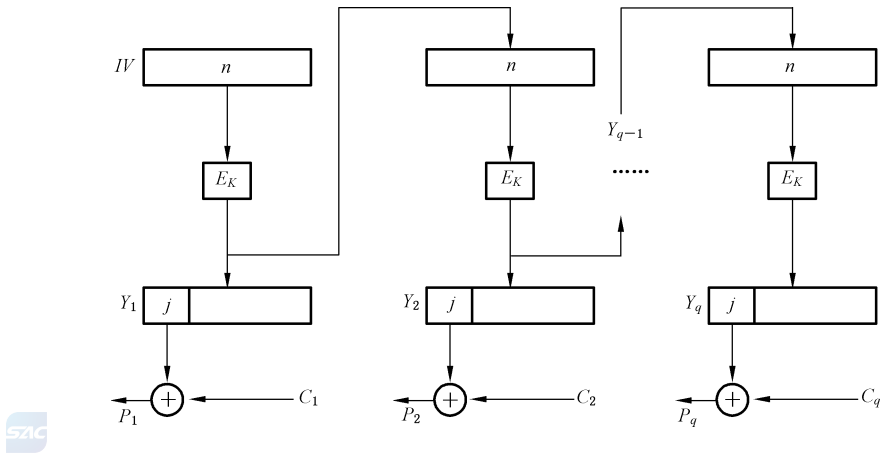 IV n n n
Y_{q-1}
E_K E_K …… E_K
Y_1 j Y_2 j Y_q j
P_1 + C_1 P_2 + C_2 P_q + C_q
SAC